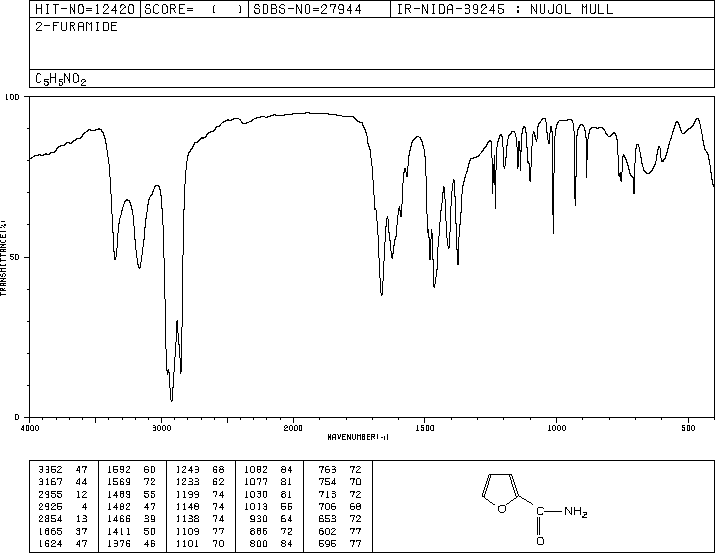 HIT-NO=12420 SCORE= ( ) SDBS-NO=27944 IR-NIDA-39245 : NUJOL MULL
2-FURAMIDE
C5H5NO2
100
50
0
TRANSMITTANCE(%)
4000 3000 2000 1500 1000 500
WAVENUMBER(-1)
3352 47 1592 60 1243 68 1082 84 763 72
3167 44 1569 72 1233 62 1077 81 754 70
2955 12 1489 55 1199 74 1030 81 713 72
2925 4 1482 47 1148 74 1013 55 706 68
2854 13 1466 39 1138 74 930 64 653 72
1665 37 1411 50 1109 77 886 72 602 77
1624 47 1376 46 1101 70 800 84 595 77
O
C—NH2
O